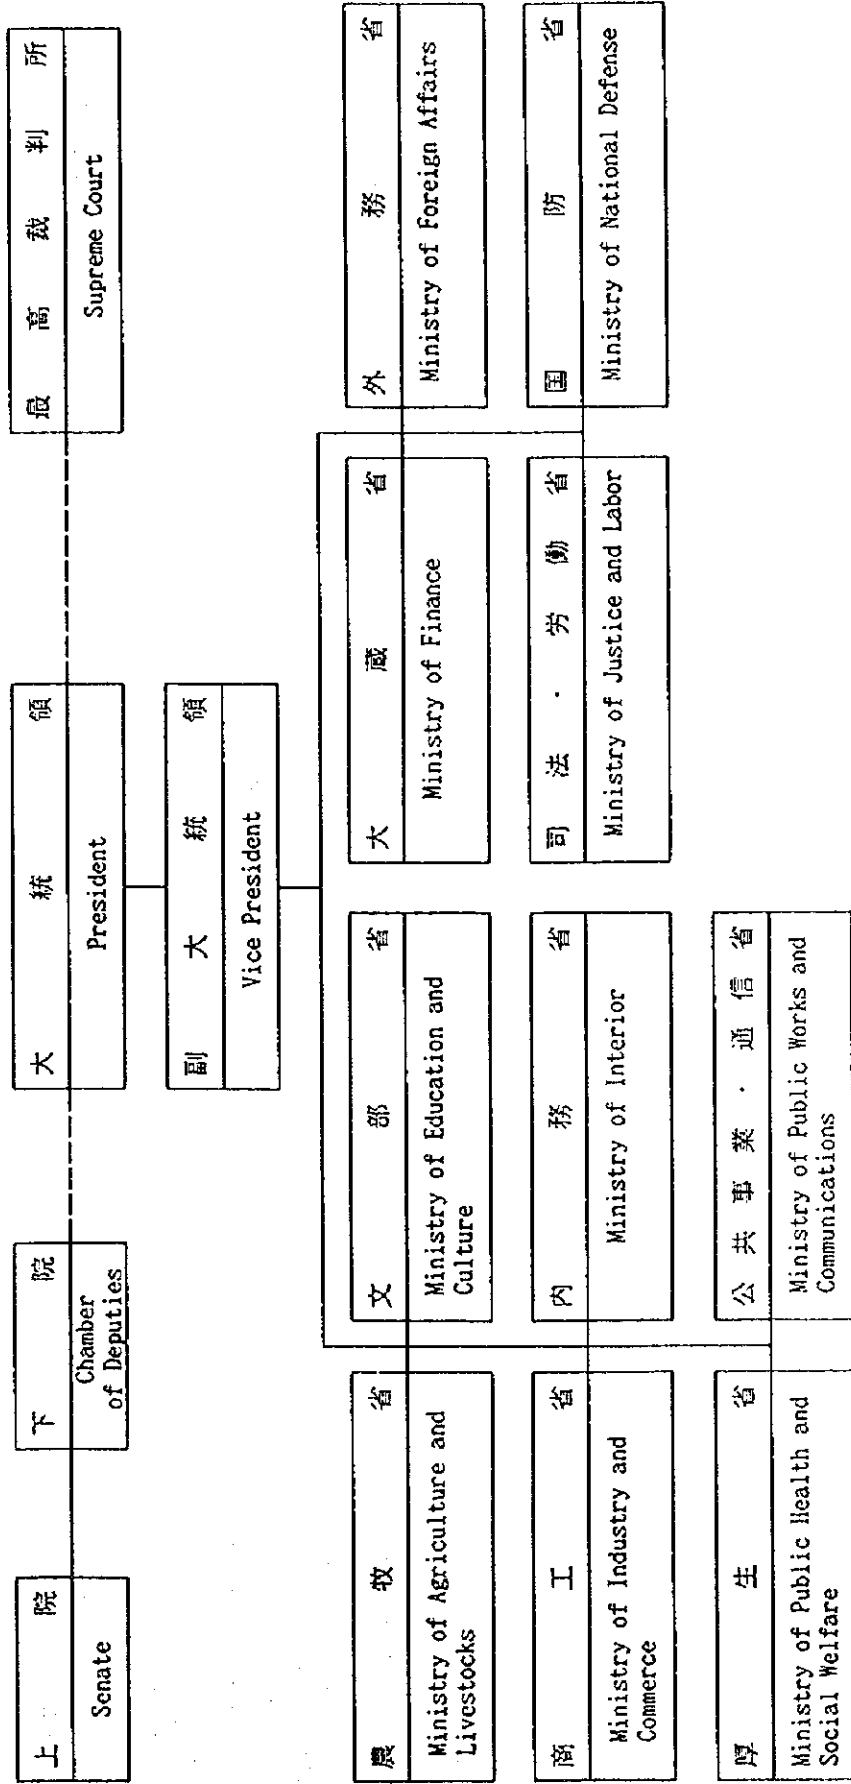 上院
Senate
下院
Chamber
of Deputies
大統領
President
最高裁判所
Supreme Court
副大統領
Vice President
農牧省
Ministry of Agriculture and
Livestocks
文部省
Ministry of Education and
Culture
大蔵省
Ministry of Finance
外務省
Ministry of Foreign Affairs
商工省
Ministry of Industry and
Commerce
内務省
Ministry of Interior
司法・労働省
Ministry of Justice and Labor
国防省
Ministry of National Defense
厚生省
Ministry of Public Health and
Social Welfare
公共事業・通信省
Ministry of Public Works and
Communications